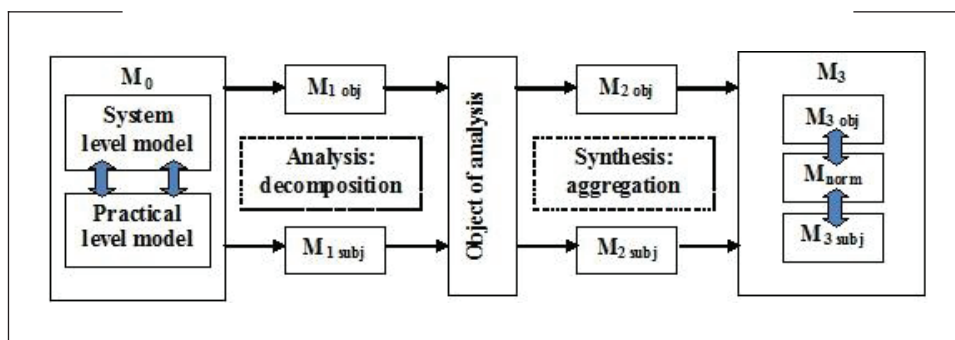 M0
System
level model
Practical
level model
M1 obj
Analysis:
decomposition
M1 subj
Object of analysis
M2 obj
Synthesis:
aggregation
M2 subj
M3
M3 obj
Mnorm
M3 subj